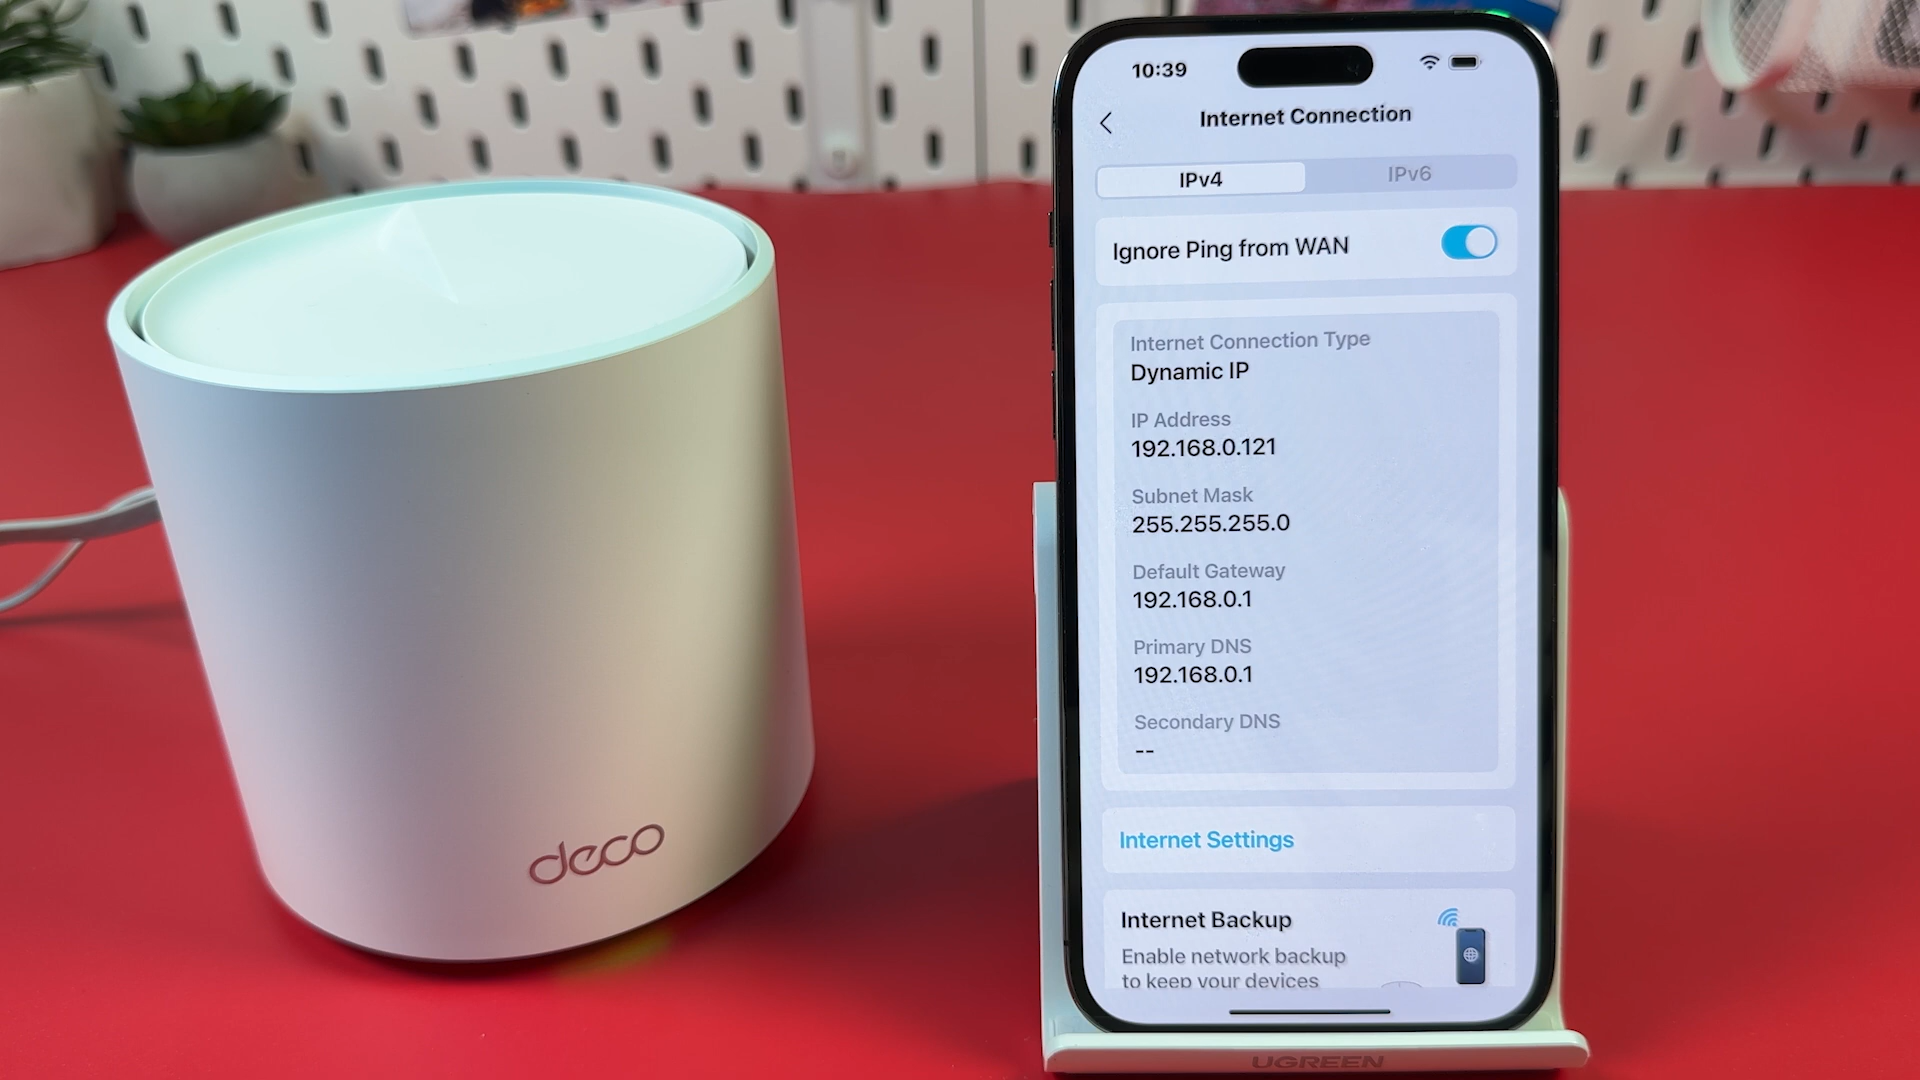 deco
10:39
Internet Connection
IPv4
IPv6
Ignore Ping from WAN
Internet Connection Type
Dynamic IP
IP Address
192.168.0.121
Subnet Mask
255.255.255.0
Default Gateway
192.168.0.1
Primary DNS
192.168.0.1
Secondary DNS
--
Internet Settings
Internet Backup
Enable network backup
to keep your devices
UGREEN